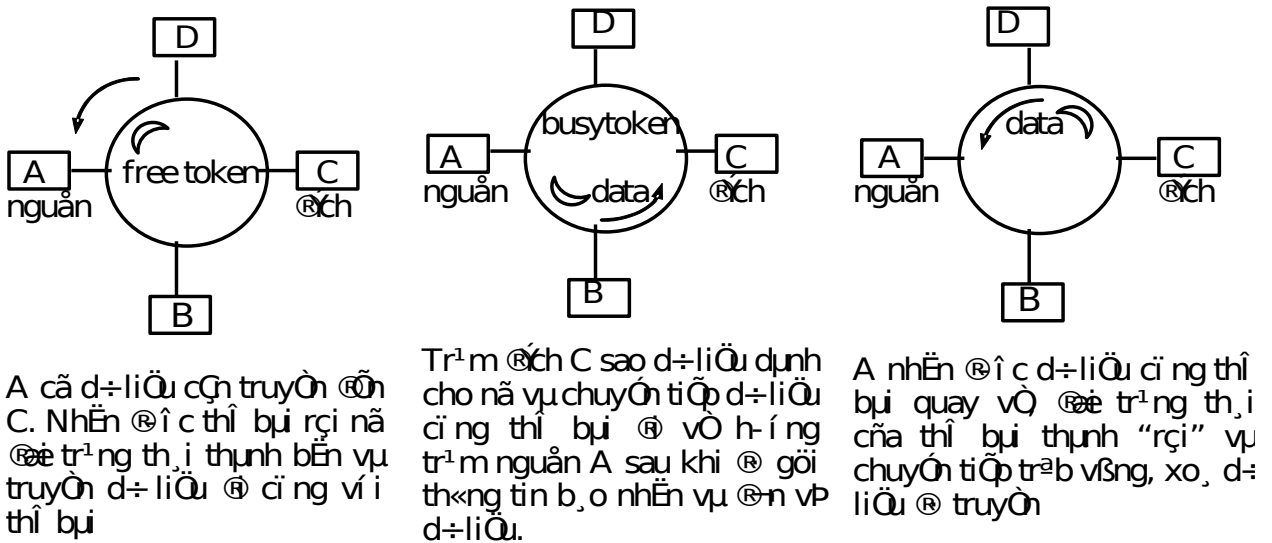 D
A
free token
C
nguån
®Ých
B
A cã d÷ liÖu cÇn truyÒn ®Õn
C. NhËn ®­îc thÎ bµi rçi nã
®æi tr¹ng th¸i thµnh bËn vµ
truyÒn d÷ liÖu ®i cïng víi
thÎ bµi
D
busytoken
A
C
nguån
data
®Ých
B
Tr¹m ®Ých C sao d÷ liÖu dµnh
cho nã vµ chuyÓn tiÕp d÷ liÖu
cïng thÎ bµi ®i vÒ h­íng
tr¹m nguån A sau khi ®· göi
th«ng tin b¸o nhËn vµ ®¬n vÞ
d÷ liÖu.
D
data
A
C
nguån
®Ých
B
A nhËn ®­îc d÷ liÖu cïng thÎ
bµi quay vÒ, ®æi tr¹ng th¸i
cña thÎ bµi thµnh “rçi” vµ
chuyÓn tiÕp trªb vßng, xo¸ d÷
liÖu ®· truyÒn